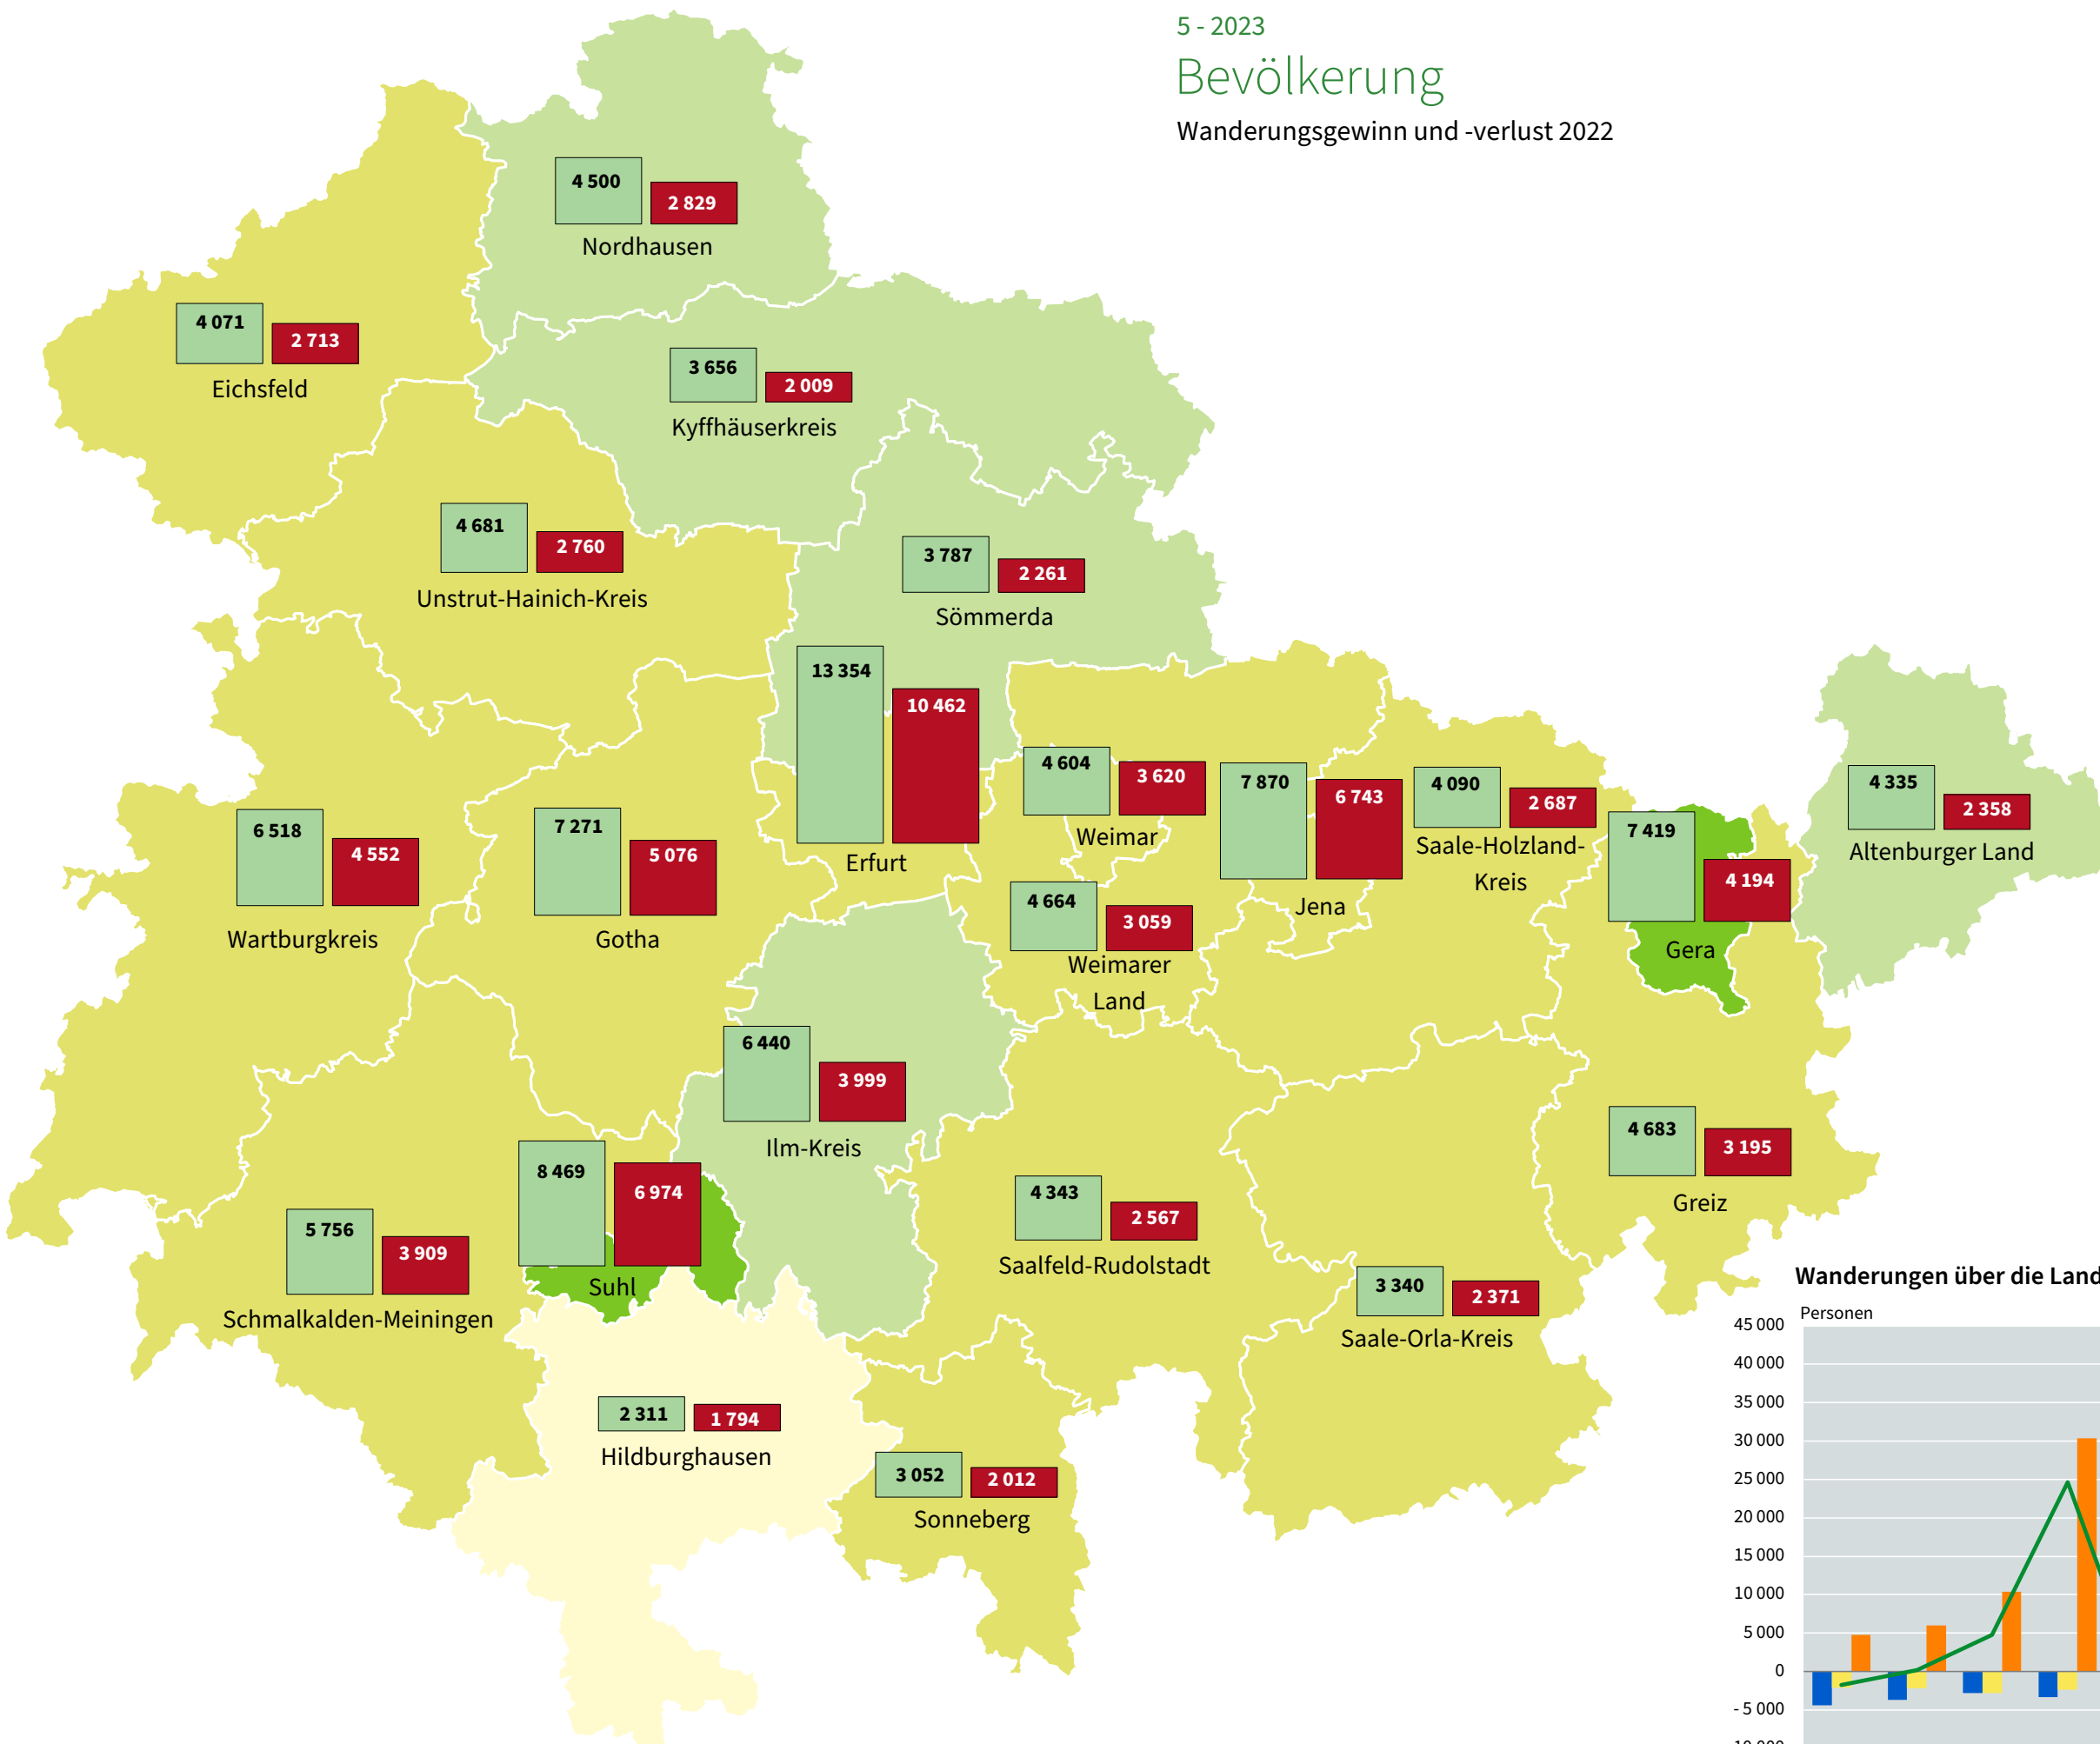 5 - 2023
Bevölkerung
Wanderungsgewinn und -verlust 2022
4 500
2 829
Nordhausen
4 071
2 713
Eichsfeld
3 656
2 009
Kyffhäuserkreis
4 681
2 760
Unstrut-Hainich-Kreis
3 787
2 261
Sömmerda
13 354
10 462
Erfurt
4 604
3 620
Weimar
7 870
6 743
Jena
4 090
2 687
Saale-Holzland-
Kreis
7 419
4 194
Gera
4 335
2 358
Altenburger Land
6 518
4 552
Wartburgkreis
7 271
5 076
Gotha
4 664
3 059
Weimarer
Land
6 440
3 999
Ilm-Kreis
4 683
3 195
Greiz
8 469
6 974
Suhl
5 756
3 909
Schmalkalden-Meiningen
4 343
2 567
Saalfeld-Rudolstadt
3 340
2 371
Saale-Orla-Kreis
2 311
1 794
Hildburghausen
3 052
2 012
Sonneberg
Wanderungen über die Land
Personen
45 000
40 000
35 000
30 000
25 000
20 000
15 000
10 000
5 000
0
- 5 000